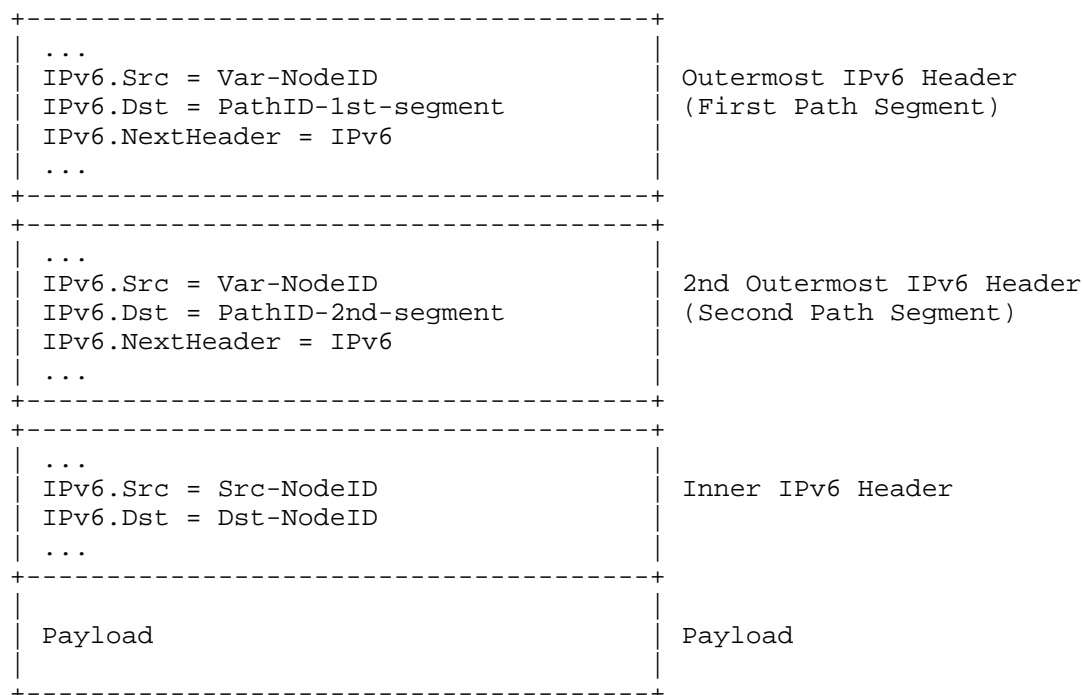 +---------------------------------------+
| ...                                   |
| IPv6.Src = Var-NodeID                 | Outermost IPv6 Header
| IPv6.Dst = PathID-1st-segment         | (First Path Segment)
| IPv6.NextHeader = IPv6                |
| ...                                   |
+---------------------------------------+
+---------------------------------------+
| ...                                   |
| IPv6.Src = Var-NodeID                 | 2nd Outermost IPv6 Header
| IPv6.Dst = PathID-2nd-segment         | (Second Path Segment)
| IPv6.NextHeader = IPv6                |
| ...                                   |
+---------------------------------------+
+---------------------------------------+
| ...                                   |
| IPv6.Src = Src-NodeID                 | Inner IPv6 Header
| IPv6.Dst = Dst-NodeID                 |
| ...                                   |
+---------------------------------------+
|                                       |
| Payload                               | Payload
|                                       |
+---------------------------------------+